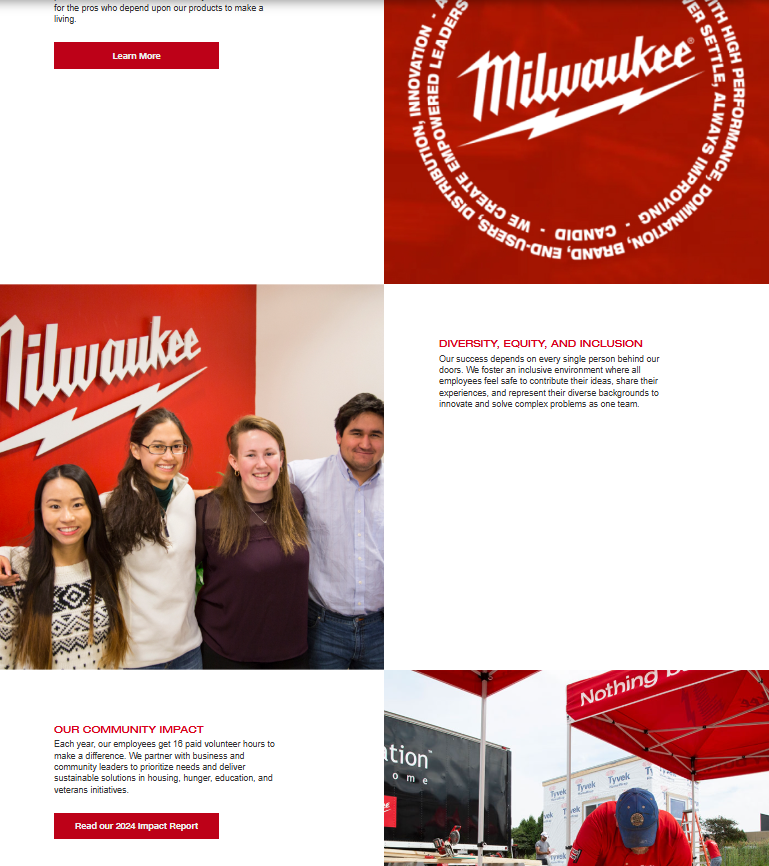 for the pros who depend upon our products to make a
living.
Learn More
Milwaukee®
WITH HIGH PERFORMANCE, DOMINATION, BRAND, END-USERS, DISTRIBUTION, INNOVATION -
SETTLE, ALWAYS IMPROVING - CANDID - WE CREATE EMPOWERED LEADERS
Milwaukee
DIVERSITY, EQUITY, AND INCLUSION
Our success depends on every single person behind our
doors. We foster an inclusive environment where all
employees feel safe to contribute their ideas, share their
experiences, and represent their diverse backgrounds to
innovate and solve complex problems as one team.
OUR COMMUNITY IMPACT
Each year, our employees get 16 paid volunteer hours to
make a difference. We partner with business and
community leaders to prioritize needs and deliver
sustainable solutions in housing, hunger, education, and
veterans initiatives.
Read our 2024 Impact Report
Nothing
ation™
ome
Tyvek
Tyvek
Tyvek
Tyvek